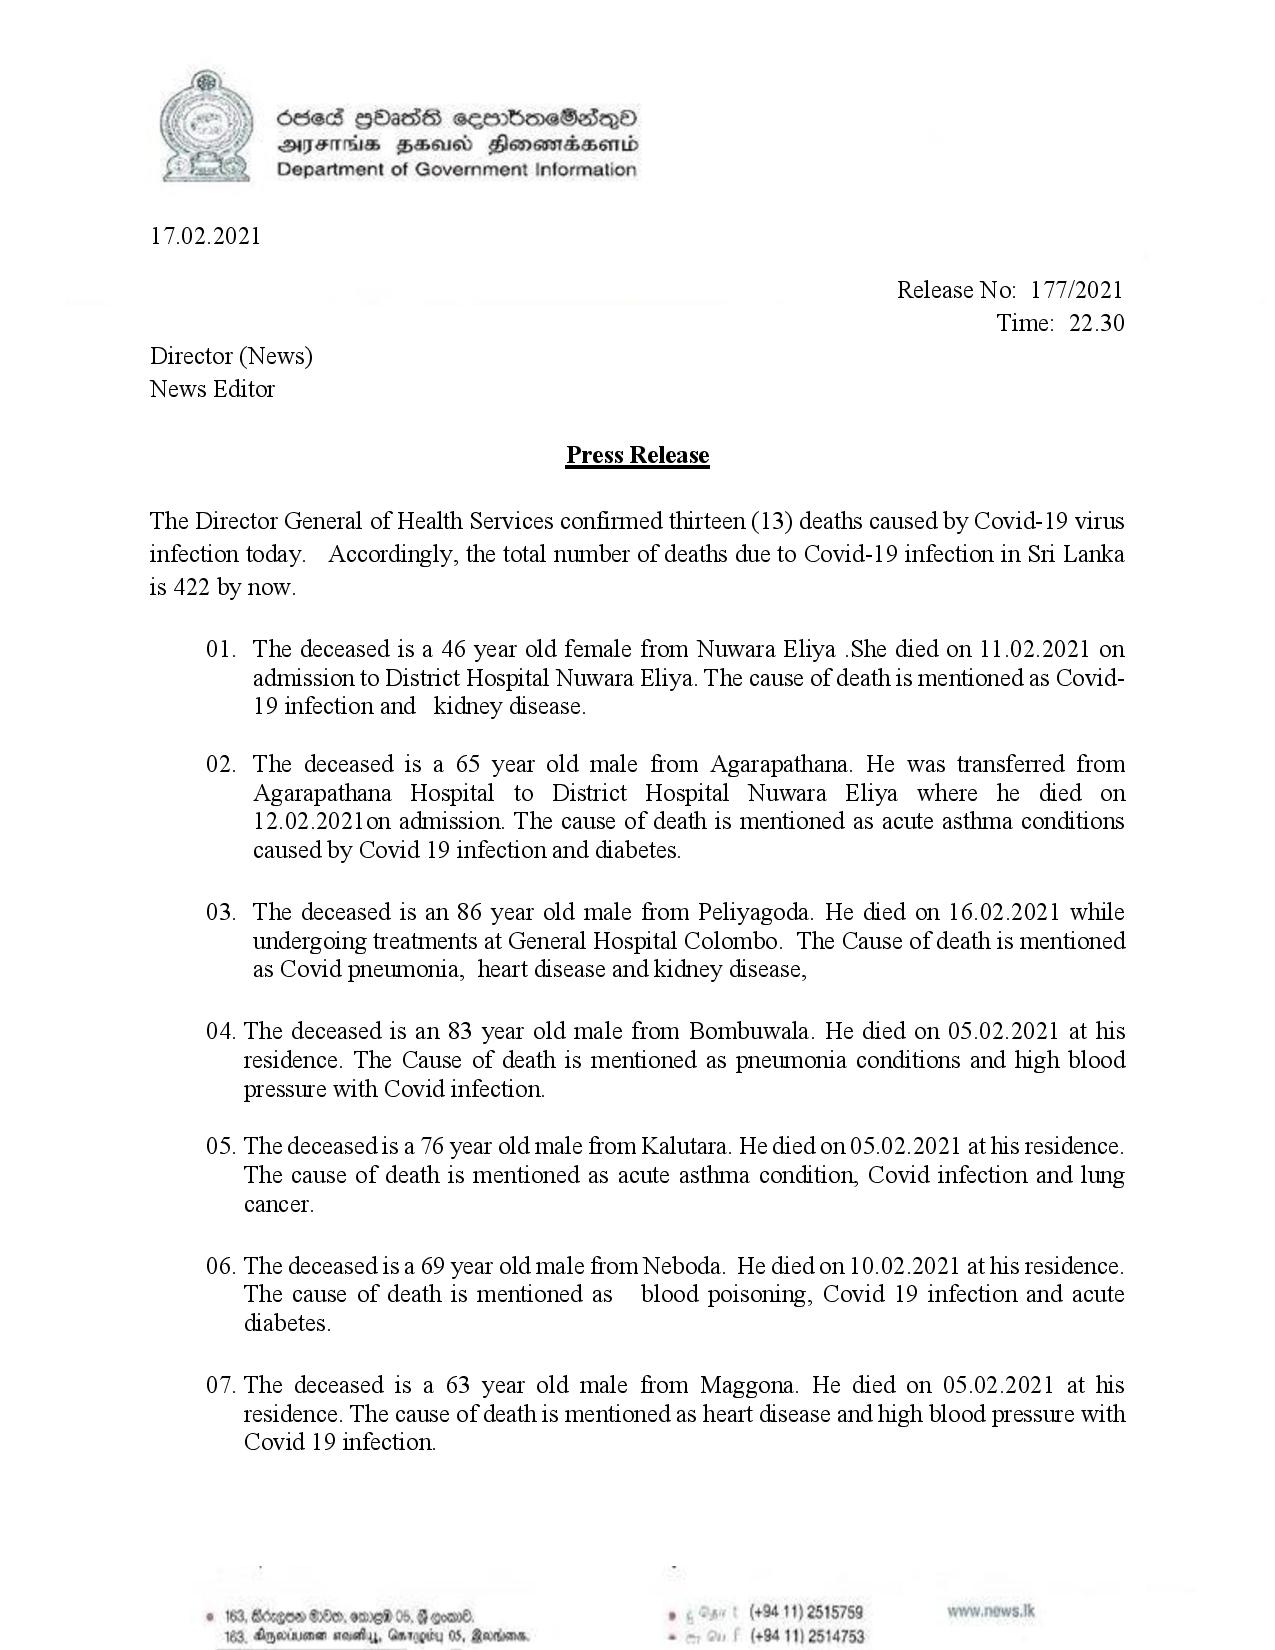 රජයේ ප්‍රවෘත්ති දෙපාර්තමේන්තුව
அரசாங்க தகவல் திணைக்களம்
Department of Government Information
17.02.2021
Release No: 177/2021
Time: 22.30
Director (News)
News Editor
Press Release
The Director General of Health Services confirmed thirteen (13) deaths caused by Covid-19 virus
infection today. Accordingly, the total number of deaths due to Covid-19 infection in Sri Lanka
is 422 by now.
01. The deceased is a 46 year old female from Nuwara Eliya .She died on 11.02.2021 on
admission to District Hospital Nuwara Eliya. The cause of death is mentioned as Covid-
19 infection and kidney disease.
02. The deceased is a 65 year old male from Agarapathana. He was transferred from
Agarapathana Hospital to District Hospital Nuwara Eliya where he died on
12.02.2021on admission. The cause of death is mentioned as acute asthma conditions
caused by Covid 19 infection and diabetes.
03. The deceased is an 86 year old male from Peliyagoda. He died on 16.02.2021 while
undergoing treatments at General Hospital Colombo. The Cause of death is mentioned
as Covid pneumonia, heart disease and kidney disease,
04. The deceased is an 83 year old male from Bombuwala. He died on 05.02.2021 at his
residence. The Cause of death is mentioned as pneumonia conditions and high blood
pressure with Covid infection.
05. The deceased is a 76 year old male from Kalutara. He died on 05.02.2021 at his residence.
The cause of death is mentioned as acute asthma condition, Covid infection and lung
cancer.
06. The deceased is a 69 year old male from Neboda. He died on 10.02.2021 at his residence.
The cause of death is mentioned as blood poisoning, Covid 19 infection and acute
diabetes.
07. The deceased is a 63 year old male from Maggona. He died on 05.02.2021 at his
residence. The cause of death is mentioned as heart disease and high blood pressure with
Covid 19 infection.
163, කිරුලපන මාවත, කොළඹ 05, ශ්‍රී ලංකාව.
163, கிருலப்பனை எவனியூ, கொழும்பு 05, இலங்கை.
(+94 11) 2515759
(+94 11) 2514753
www.news.lk